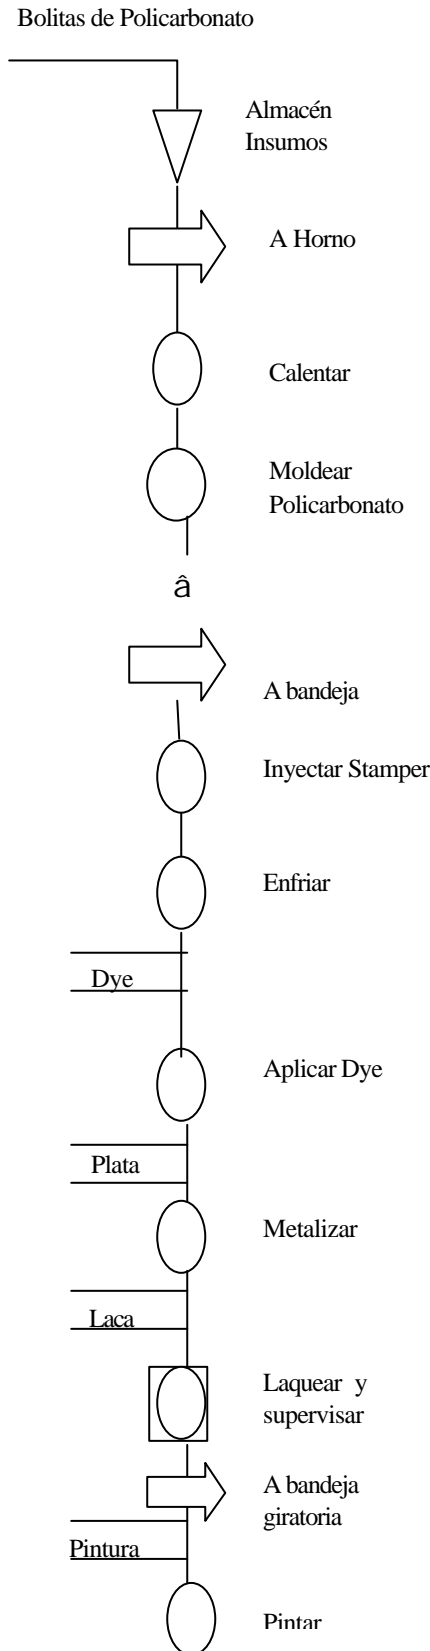 Bolitas de Policarbonato
Almacén
Insumos
A Horno
Calentar
Moldear
Policarbonato
â
A bandeja
Inyectar Stamper
Enfriar
Dye
Aplicar Dye
Plata
Metalizar
Laca
Laquear y
supervisar
A bandeja
giratoria
Pintura
Pintar